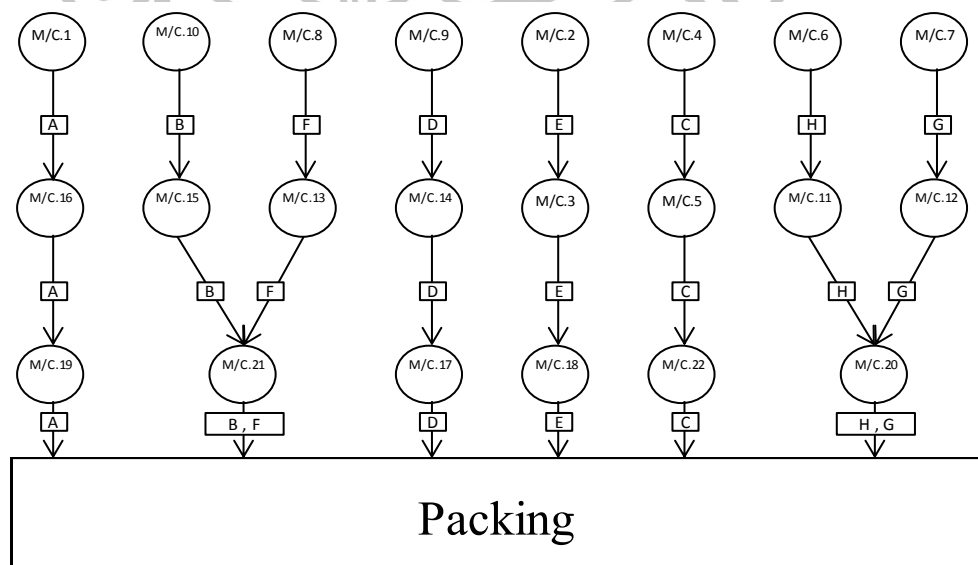 M/C.1 M/C.10 M/C.8 M/C.9 M/C.2 M/C.4 M/C.6 M/C.7
A B F D E C H G
M/C.16 M/C.15 M/C.13 M/C.14 M/C.3 M/C.5 M/C.11 M/C.12
A B F D E C H G
M/C.19 M/C.21 M/C.17 M/C.18 M/C.22 M/C.20
A B , F D E C H , G
Packing